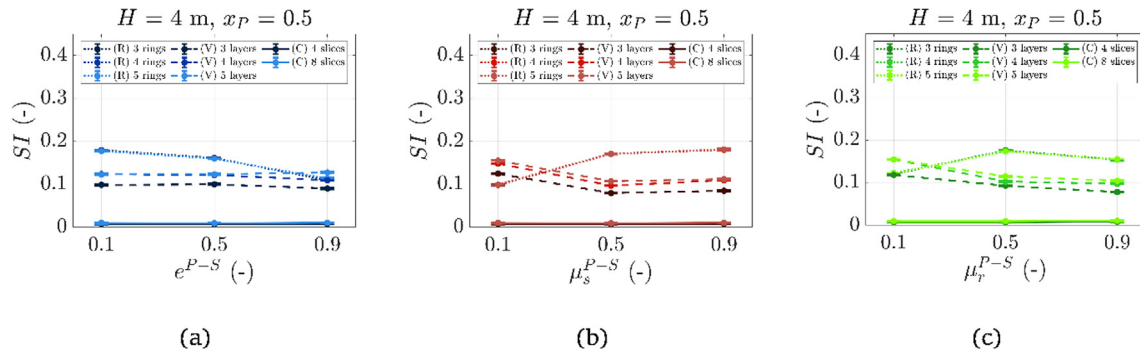 H = 4 m, x_P = 0.5
(R) 3 rings (V) 3 layers (C) 4 slices
(R) 4 rings (V) 4 layers (C) 8 slices
(R) 5 rings (V) 5 layers
SI (-)
0.4
0.3
0.2
0.1
0
0.1 0.5 0.9
e^{P-S} (-)
(a)
H = 4 m, x_P = 0.5
(R) 3 rings (V) 3 layers (C) 4 slices
(R) 4 rings (V) 4 layers (C) 8 slices
(R) 5 rings (V) 5 layers
SI (-)
0.4
0.3
0.2
0.1
0
0.1 0.5 0.9
μ_s^{P-S} (-)
(b)
H = 4 m, x_P = 0.5
(R) 3 rings (V) 3 layers (C) 4 slices
(R) 4 rings (V) 4 layers (C) 8 slices
(R) 5 rings (V) 5 layers
SI (-)
0.4
0.3
0.2
0.1
0
0.1 0.5 0.9
μ_r^{P-S} (-)
(c)